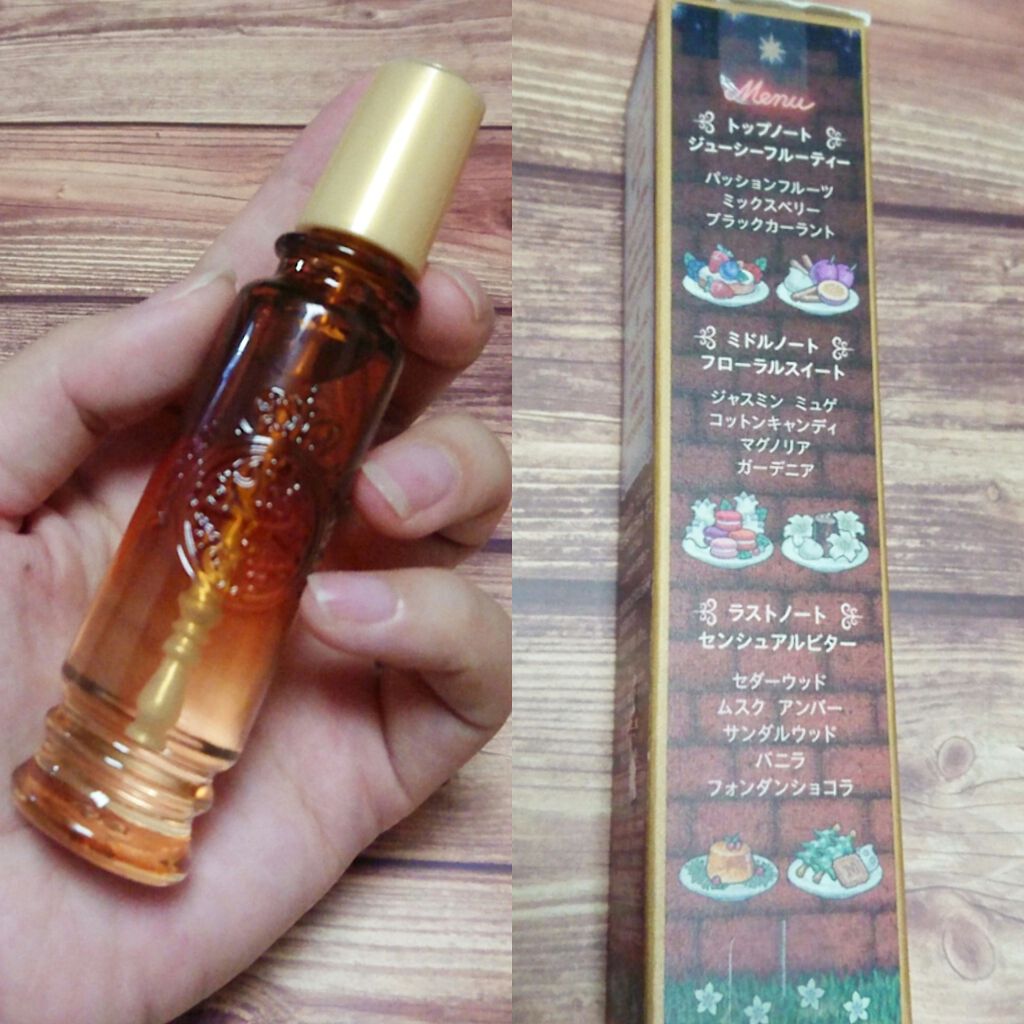 Menu
トップノート
ジューシーフルーティー
パッションフルーツ
ミックスベリー
ブラックカーラント
ミドルノート
フローラルスイート
ジャスミン ミュゲ
コットンキャンディ
マグノリア
ガーデニア
ラストノート
センシュアルビター
セダーウッド
ムスク アンバー
サンダルウッド
バニラ
フォンダンショコラ